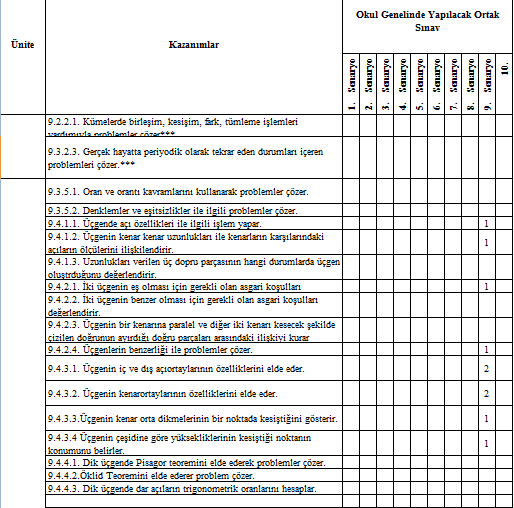 Ünite
Kazanımlar
Okul Genelinde Yapılacak Ortak
Sınav
1. Senaryo
2. Senaryo
3. Senaryo
4. Senaryo
5. Senaryo
6. Senaryo
7. Senaryo
8. Senaryo
9. Senaryo
10.
9.2.2.1. Kümelerde birleşim, kesişim, fark, tümleme işlemleri
yardımıyla problemler çözer***
9.3.2.3. Gerçek hayatta periyodik olarak tekrar eden durumları içeren
problemleri çözer.***
9.3.5.1. Oran ve orantı kavramlarını kullanarak problemler çözer.
9.3.5.2. Denklemler ve eşitsizlikler ile ilgili problemler çözer.
9.4.1.1. Üçgende açı özellikleri ile ilgili işlem yapar. 1
9.4.1.2. Üçgenin kenar kenar uzunlukları ile kenarların karşılarındaki
açıların ölçülerini ilişkilendirir. 1
9.4.1.3. Uzunlukları verilen üç dopru parçasının hangi durumlarda üçgen
oluştrduğunu değerlendirir.
9.4.2.1. İki üçgenin eş olması için gerekli olan asgari koşulları 1
9.4.2.2. İki üçgenin benzer olması için gerekli olan asgari koşulları
değerlendirir.
9.4.2.3. Üçgenin bir kenarına paralel ve diğer iki kenarı kesecek şekilde
çizilen doğrunun ayırdığı doğru parçaları arasındaki ilişkiyi kurar
9.4.2.4. Üçgenlerin benzerliği ile problemler çözer. 1
9.4.3.1. Üçgenin iç ve dış açıortaylarının özelliklerini elde eder. 2
9.4.3.2. Üçgenin kenarortaylarının özelliklerini elde eder. 2
9.4.3.3.Üçgenin kenar orta dikmelerinin bir noktada kesiştiğini gösterir. 1
9.4.3.4 Üçgenin çeşidine göre yüksekliklerinin kesiştiği noktanın
konumunu belirler. 1
9.4.4.1. Dik üçgende Pisagor teoremini elde ederek problemler çözer.
9.4.4.2.Öklid Teoremini elde ederer problem çözer.
9.4.4.3. Dik üçgende dar açıların trigonometrik oranlarını hesaplar.